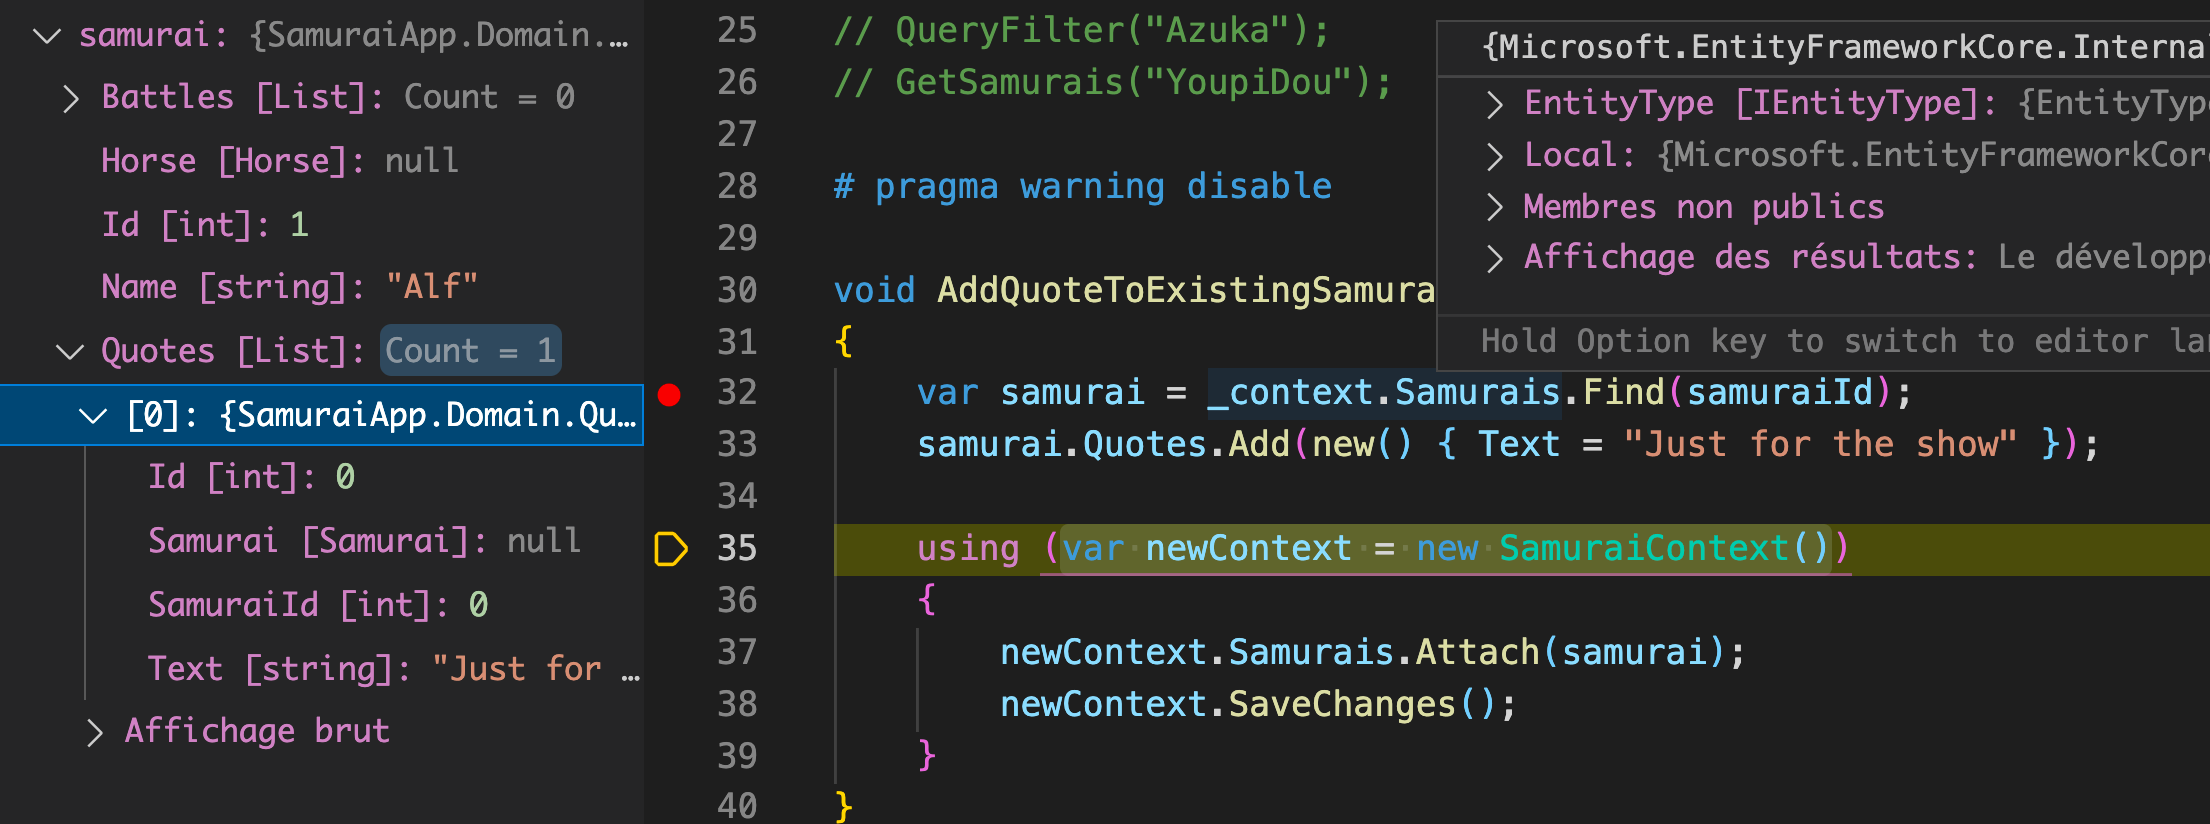 samurai: {SamuraiApp.Domain.…
Battles [List]: Count = 0
Horse [Horse]: null
Id [int]: 1
Name [string]: "Alf"
Quotes [List]: Count = 1
[0]: {SamuraiApp.Domain.Qu…
Id [int]: 0
Samurai [Samurai]: null
SamuraiId [int]: 0
Text [string]: "Just for …
Affichage brut
25 // QueryFilter("Azuka");
26 // GetSamurais("YoupiDou");
27
28 # pragma warning disable
29
30 void AddQuoteToExistingSamura
31 {
32 var samurai = _context.Samurais.Find(samuraiId);
33 samurai.Quotes.Add(new() { Text = "Just for the show" });
34
35 using (var newContext = new SamuraiContext())
36 {
37 newContext.Samurais.Attach(samurai);
38 newContext.SaveChanges();
39 }
40 }
{Microsoft.EntityFrameworkCore.Internal
EntityType [IEntityType]: {EntityType
Local: {Microsoft.EntityFrameworkCore
Membres non publics
Affichage des résultats: Le développ
Hold Option key to switch to editor lan